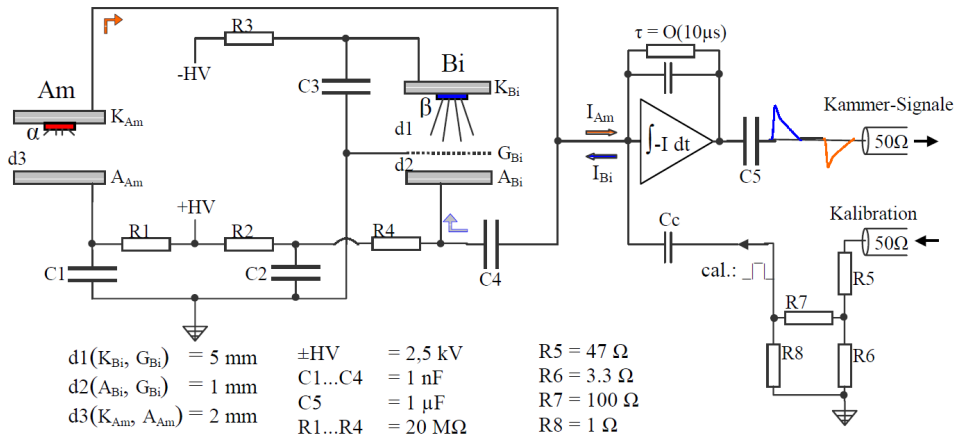 τ = O(10µs)
R3
-HV
Bi
C3
Am
K_Bi
β
d1
I_Am
Kammer-Signale
K_Am
α
50Ω
∫-I dt
d3
G_Bi
d2
I_Bi
C5
A_Am
A_Bi
+HV
Kalibration
R1
R2
R4
Cc
50Ω
C1
C2
C4
cal.:
R5
R7
R8
R6
d1(K_Bi, G_Bi) = 5 mm
d2(A_Bi, G_Bi) = 1 mm
d3(K_Am, A_Am) = 2 mm
±HV = 2,5 kV
C1...C4 = 1 nF
C5 = 1 µF
R1...R4 = 20 MΩ
R5 = 47 Ω
R6 = 3.3 Ω
R7 = 100 Ω
R8 = 1 Ω